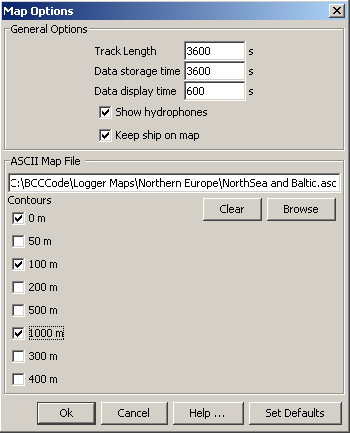 Map Options
General Options
Track Length 3600 s
Data storage time 3600 s
Data display time 600 s
Show hydrophones
Keep ship on map
ASCII Map File
C:\BCCCode\Logger Maps\Northern Europe\NorthSea and Baltic.asc
Contours
Clear Browse
0 m
50 m
100 m
200 m
500 m
1000 m
300 m
400 m
Ok Cancel Help ... Set Defaults